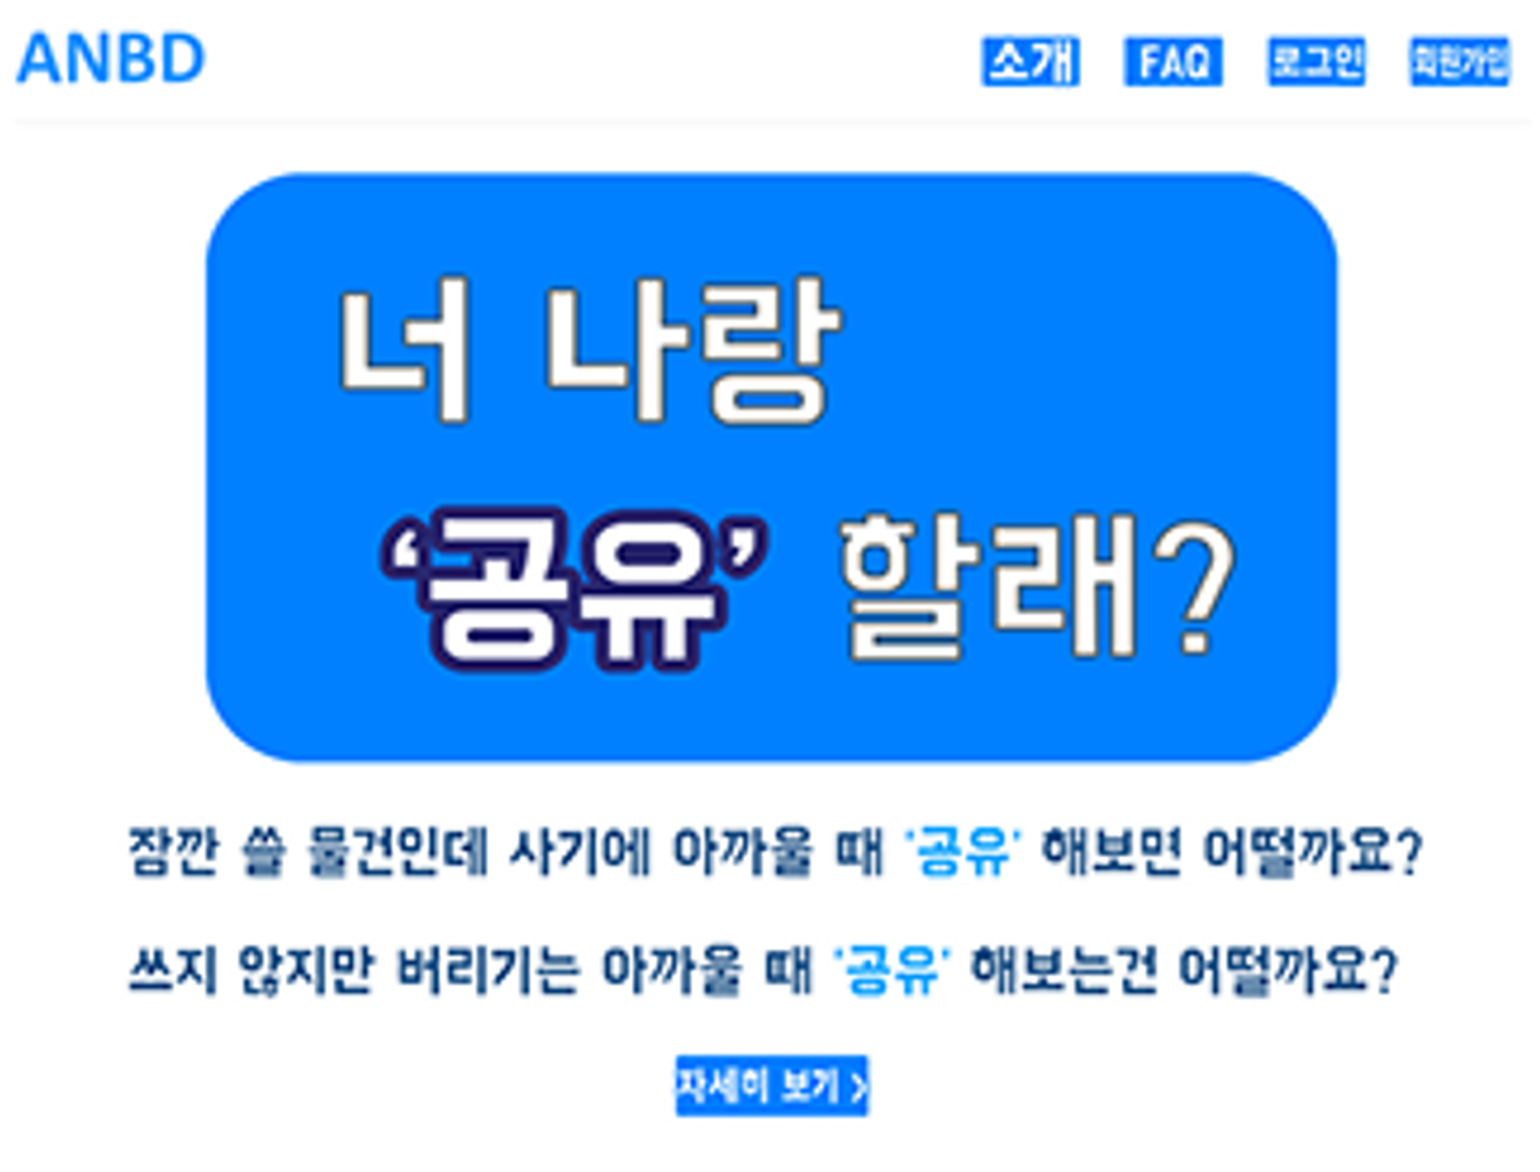 ANBD 소개 FAQ 로그인 회원가입
너 나랑
‘공유’ 할래?
잠깐 쓸 물건인데 사기에 아까울 때 '공유' 해보면 어떨까요?
쓰지 않지만 버리기는 아까울 때 '공유' 해보는건 어떨까요?
자세히 보기 >